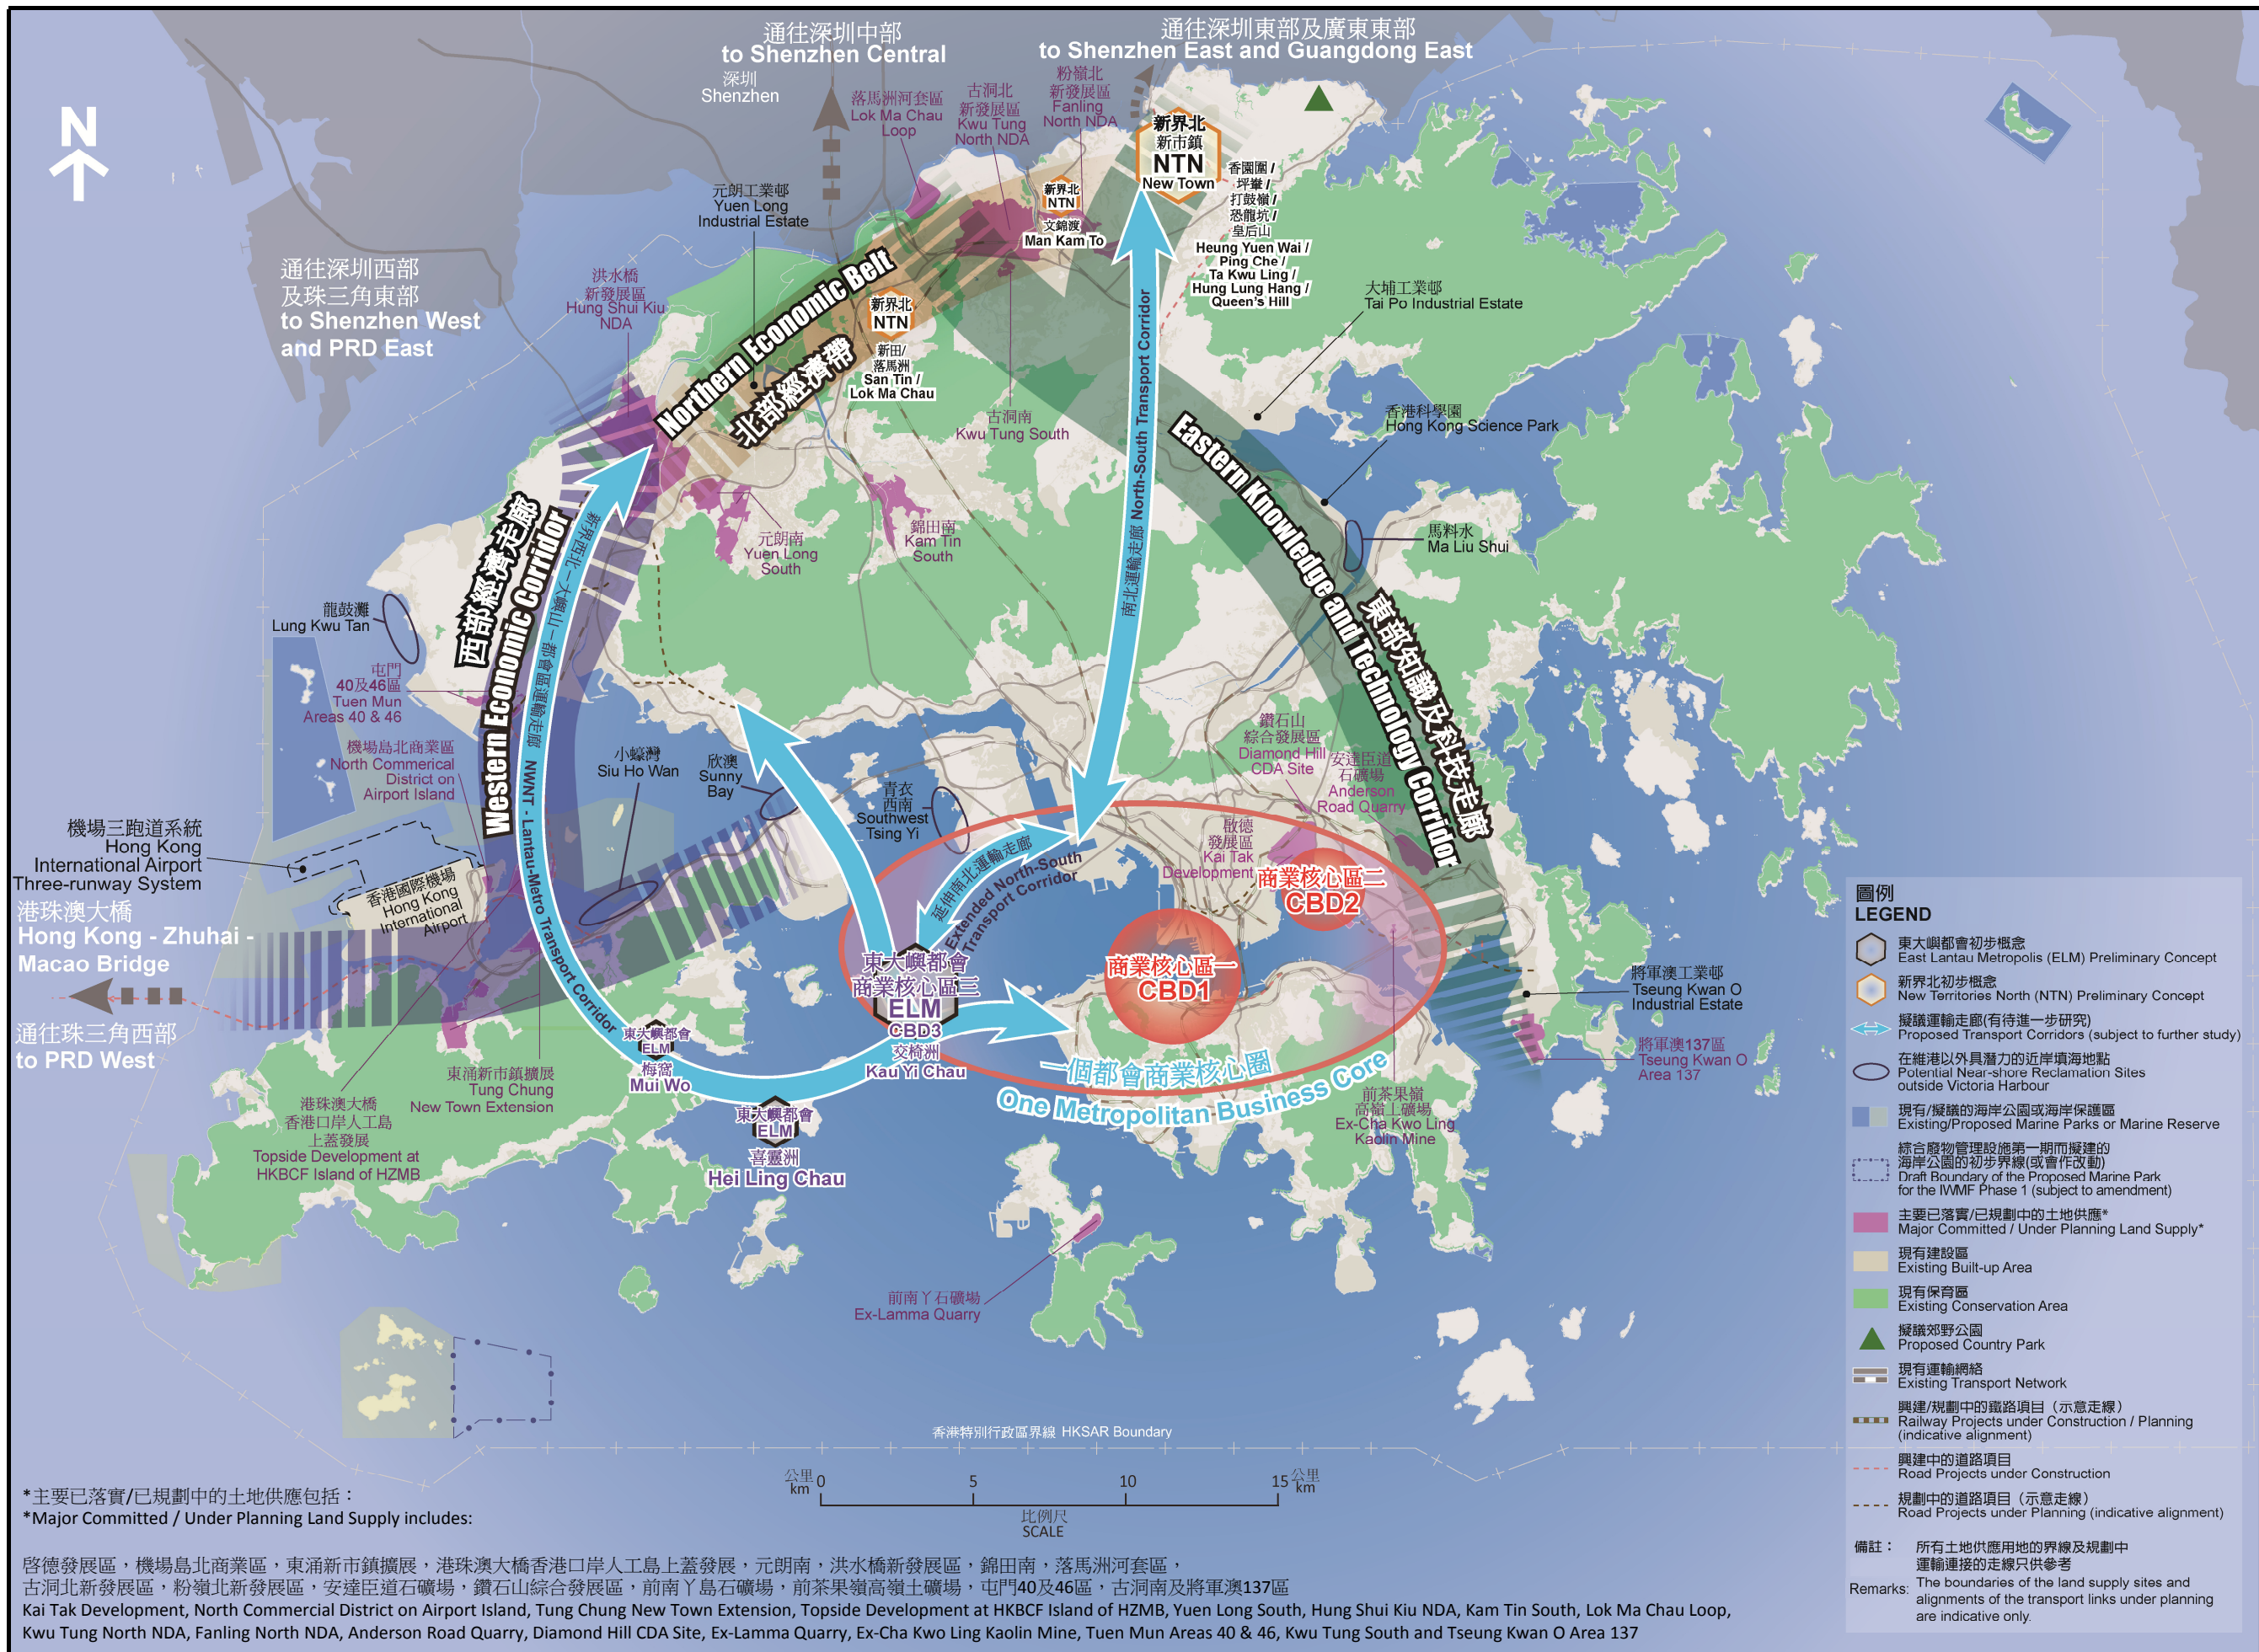 通往深圳中部
to Shenzhen Central
通往深圳東部及廣東東部
to Shenzhen East and Guangdong East
深圳
Shenzhen
N
落馬洲河套區
Lok Ma Chau
Loop
古洞北
新發展區
Kwu Tung
North NDA
粉嶺北
新發展區
Fanling
North NDA
新界北
新市鎮
NTN
New Town
香園圍 /
坪輋 /
打鼓嶺 /
恐龍坑 /
皇后山
Heung Yuen Wai /
Ping Che /
Ta Kwu Ling /
Hung Lung Hang /
Queen's Hill
新界北
NTN
文錦渡
Man Kam To
元朗工業邨
Yuen Long
Industrial Estate
通往深圳西部
及珠三角東部
to Shenzhen West
and PRD East
洪水橋
新發展區
Hung Shui Kiu
NDA
Northern Economic Belt
北部經濟帶
新界北
NTN
新田/
落馬洲
San Tin /
Lok Ma Chau
大埔工業邨
Tai Po Industrial Estate
古洞南
Kwu Tung South
香港科學園
Hong Kong Science Park
南北運輸走廊 North-South Transport Corridor
Eastern Knowledge and Technology Corridor
東部知識及科技走廊
馬料水
Ma Liu Shui
元朗南
Yuen Long
South
錦田南
Kam Tin
South
西部經濟走廊
Western Economic Corridor
新界西北－大嶼山－都會區運輸走廊 NWNT - Lantau-Metro Transport Corridor
龍鼓灘
Lung Kwu Tan
屯門
40及46區
Tuen Mun
Areas 40 & 46
機場島北商業區
North Commerical
District on
Airport Island
小蠔灣
Siu Ho Wan
欣澳
Sunny
Bay
青衣
西南
Southwest
Tsing Yi
鑽石山
綜合發展區
Diamond Hill
CDA Site
安達臣道
石礦場
Anderson
Road Quarry
啟德
發展區
Kai Tak
Development
機場三跑道系統
Hong Kong
International Airport
Three-runway System
香港國際機場
Hong Kong
International
Airport
港珠澳大橋
Hong Kong - Zhuhai -
Macao Bridge
通往珠三角西部
to PRD West
延伸南北運輸走廊
Extended North-South
Transport Corridor
商業核心區二
CBD2
商業核心區一
CBD1
東大嶼都會
商業核心區三
ELM
CBD3
交椅洲
Kau Yi Chau
東大嶼都會
ELM
梅窩
Mui Wo
東大嶼都會
ELM
喜靈洲
Hei Ling Chau
一個都會商業核心圈
One Metropolitan Business Core
東涌新市鎮擴展
Tung Chung
New Town Extension
港珠澳大橋
香港口岸人工島
上蓋發展
Topside Development at
HKBCF Island of HZMB
前茶果嶺
高嶺土礦場
Ex-Cha Kwo Ling
Kaolin Mine
將軍澳工業邨
Tseung Kwan O
Industrial Estate
將軍澳137區
Tseung Kwan O
Area 137
前南丫石礦場
Ex-Lamma Quarry
圖例
LEGEND
東大嶼都會初步概念
East Lantau Metropolis (ELM) Preliminary Concept
新界北初步概念
New Territories North (NTN) Preliminary Concept
擬議運輸走廊(有待進一步研究)
Proposed Transport Corridors (subject to further study)
在維港以外具潛力的近岸填海地點
Potential Near-shore Reclamation Sites
outside Victoria Harbour
現有/擬議的海岸公園或海岸保護區
Existing/Proposed Marine Parks or Marine Reserve
綜合廢物管理設施第一期而擬建的
海岸公園的初步界線(或會作改動)
Draft Boundary of the Proposed Marine Park
for the IWMF Phase 1 (subject to amendment)
主要已落實/已規劃中的土地供應*
Major Committed / Under Planning Land Supply*
現有建設區
Existing Built-up Area
現有保育區
Existing Conservation Area
擬議郊野公園
Proposed Country Park
現有運輸網絡
Existing Transport Network
興建/規劃中的鐵路項目（示意走線）
Railway Projects under Construction / Planning
(indicative alignment)
興建中的道路項目
Road Projects under Construction
規劃中的道路項目（示意走線）
Road Projects under Planning (indicative alignment)
備註： 所有土地供應用地的界線及規劃中
運輸連接的走線只供參考
Remarks: The boundaries of the land supply sites and
alignments of the transport links under planning
are indicative only.
香港特別行政區界線 HKSAR Boundary
公里 0 5 10 15 公里
km km
比例尺
SCALE
*主要已落實/已規劃中的土地供應包括：
*Major Committed / Under Planning Land Supply includes:
啓德發展區，機場島北商業區，東涌新市鎮擴展，港珠澳大橋香港口岸人工島上蓋發展，元朗南，洪水橋新發展區，錦田南，落馬洲河套區，
古洞北新發展區，粉嶺北新發展區，安達臣道石礦場，鑽石山綜合發展區，前南丫島石礦場，前茶果嶺高嶺土礦場，屯門40及46區，古洞南及將軍澳137區
Kai Tak Development, North Commercial District on Airport Island, Tung Chung New Town Extension, Topside Development at HKBCF Island of HZMB, Yuen Long South, Hung Shui Kiu NDA, Kam Tin South, Lok Ma Chau Loop,
Kwu Tung North NDA, Fanling North NDA, Anderson Road Quarry, Diamond Hill CDA Site, Ex-Lamma Quarry, Ex-Cha Kwo Ling Kaolin Mine, Tuen Mun Areas 40 & 46, Kwu Tung South and Tseung Kwan O Area 137